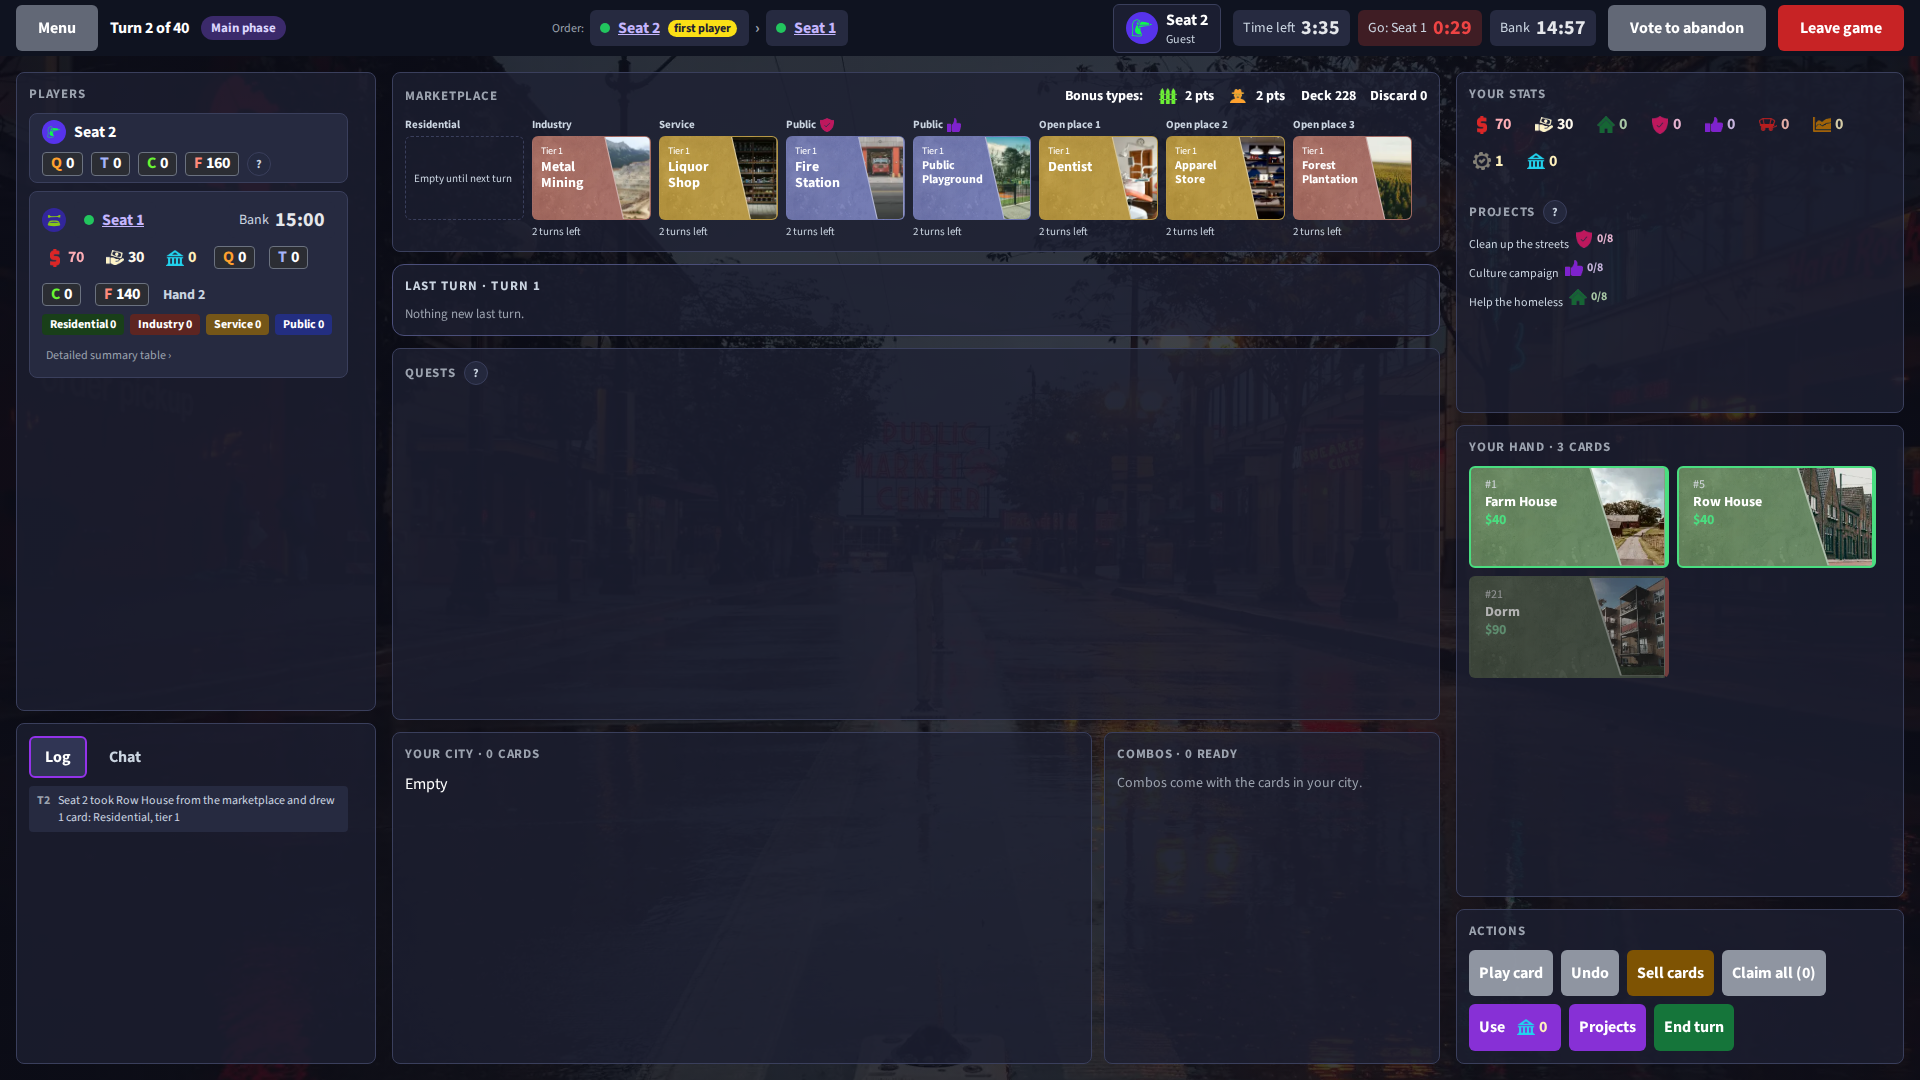 Menu
Turn 2 of 40
Main phase
Order:
Seat 2
first player
›
Seat 1
Seat 2
Guest
Time left 3:35
Go: Seat 1 0:29
Bank 14:57
Vote to abandon
Leave game
PLAYERS
Seat 2
Q 0
T 0
C 0
F 160
?
Seat 1
Bank 15:00
70
30
0
Q 0
T 0
C 0
F 140
Hand 2
Residential 0
Industry 0
Service 0
Public 0
Detailed summary table ›
Log
Chat
T2 Seat 2 took Row House from the marketplace and drew
1 card: Residential, tier 1
MARKETPLACE
Bonus types:
2 pts
2 pts
Deck 228
Discard 0
Residential
Empty until next turn
Industry
Tier 1
Metal
Mining
2 turns left
Service
Tier 1
Liquor
Shop
2 turns left
Public
Tier 1
Fire
Station
2 turns left
Public
Tier 1
Public
Playground
2 turns left
Open place 1
Tier 1
Dentist
2 turns left
Open place 2
Tier 1
Apparel
Store
2 turns left
Open place 3
Tier 1
Forest
Plantation
2 turns left
LAST TURN · TURN 1
Nothing new last turn.
QUESTS
?
YOUR CITY · 0 CARDS
Empty
COMBOS · 0 READY
Combos come with the cards in your city.
YOUR STATS
70
30
0
0
0
0
0
1
0
PROJECTS
?
Clean up the streets 0/8
Culture campaign 0/8
Help the homeless 0/8
YOUR HAND · 3 CARDS
#1
Farm House
$40
#5
Row House
$40
#21
Dorm
$90
ACTIONS
Play card
Undo
Sell cards
Claim all (0)
Use 0
Projects
End turn